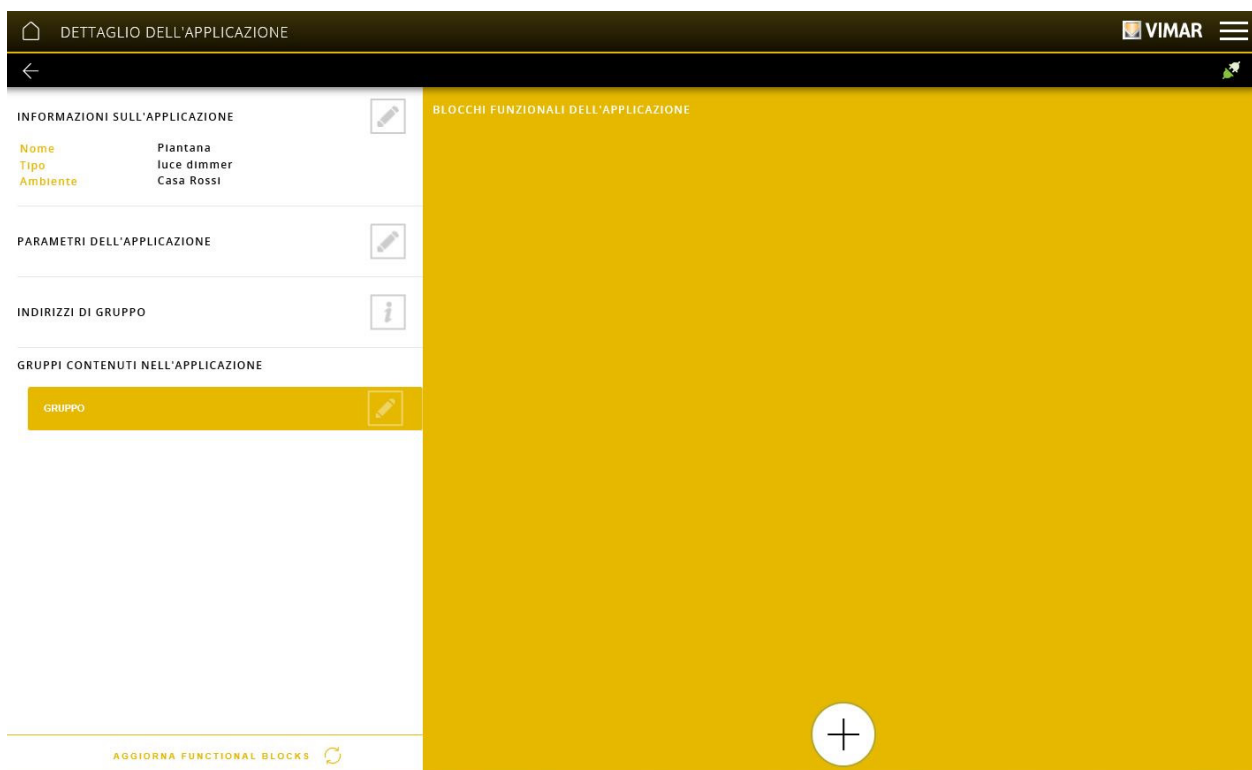 DETTAGLIO DELL'APPLICAZIONE
VIMAR
INFORMAZIONI SULL'APPLICAZIONE
Nome Piantana
Tipo luce dimmer
Ambiente Casa Rossi
PARAMETRI DELL'APPLICAZIONE
INDIRIZZI DI GRUPPO
GRUPPI CONTENUTI NELL'APPLICAZIONE
GRUPPO
AGGIORNA FUNCTIONAL BLOCKS
BLOCCHI FUNZIONALI DELL'APPLICAZIONE